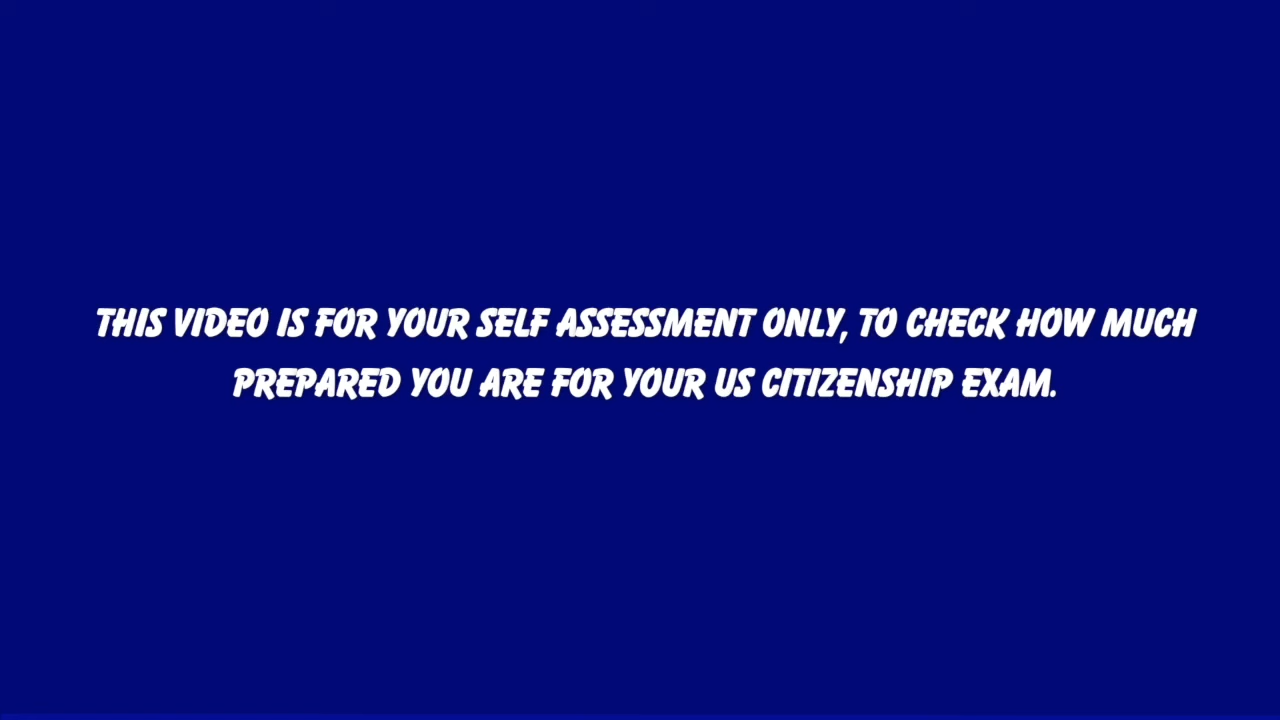 THIS VIDEO IS FOR YOUR SELF ASSESSMENT ONLY, TO CHECK HOW MUCH
PREPARED YOU ARE FOR YOUR US CITIZENSHIP EXAM.